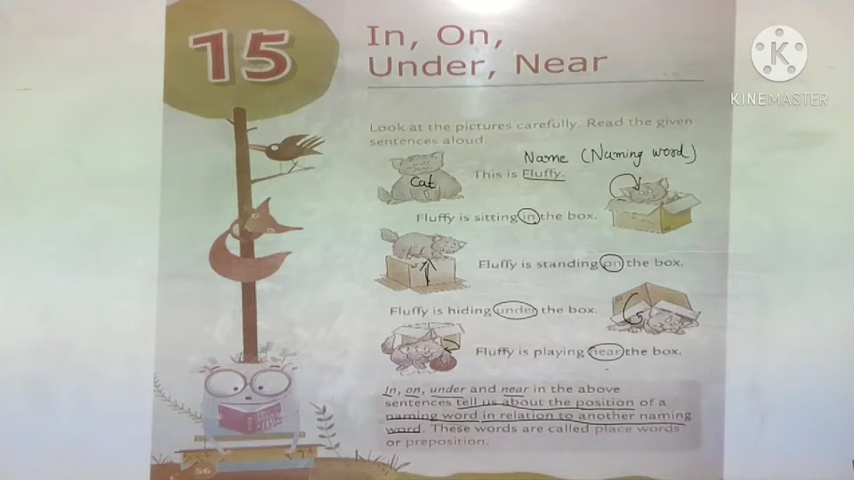 15
In, On,
Under, Near
KINEMASTER
Look at the pictures carefully. Read the given
sentences aloud.
Name (Naming word)
Cat
This is Fluffy.
Fluffy is sitting in the box.
Fluffy is standing on the box.
Fluffy is hiding under the box.
Fluffy is playing near the box.
In, on, under and near in the above
sentences tell us about the position of a
naming word in relation to another naming
word. These words are called place words
or preposition.
56